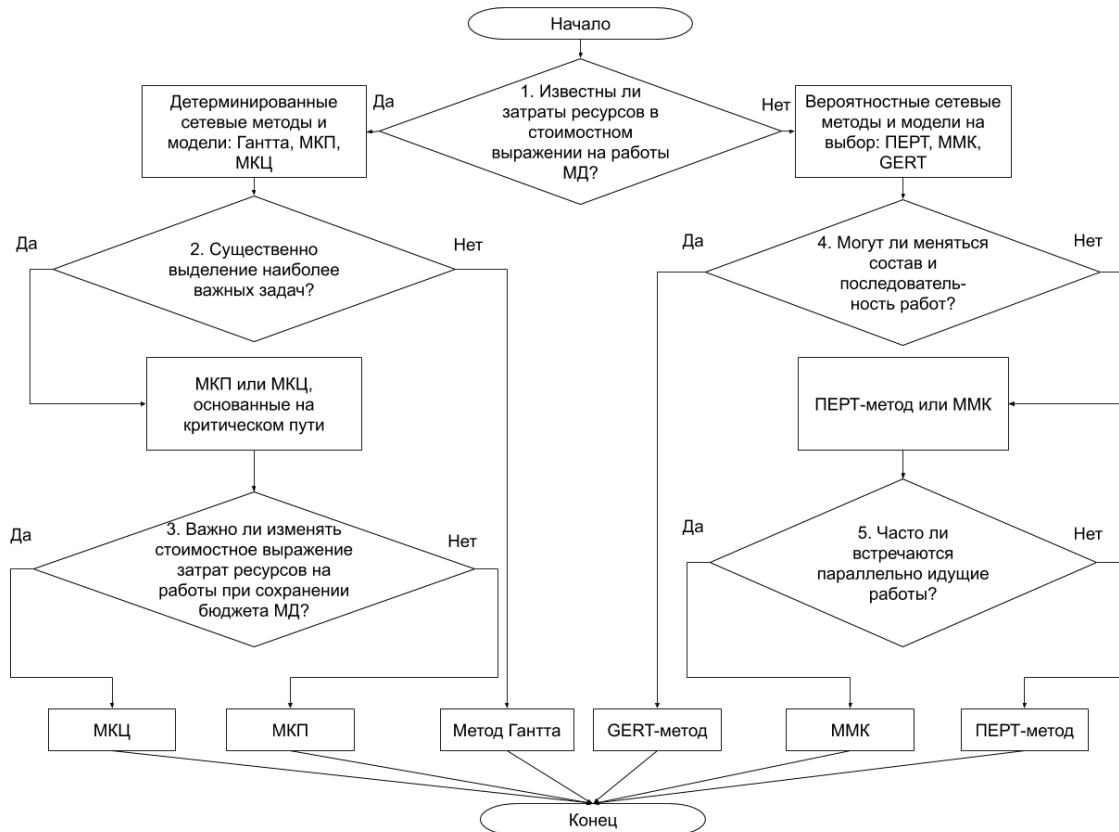 Начало
1. Известны ли
затраты ресурсов в
стоимостном
выражении на работы
МД?
Да
Нет
Детерминированные
сетевые методы и
модели: Гантта, МКП,
МКЦ
Вероятностные сетевые
методы и модели на
выбор: ПЕРТ, ММК,
GERT
Да
2. Существенно
выделение наиболее
важных задач?
Нет
Да
4. Могут ли меняться
состав и
последователь-
ность работ?
Нет
МКП или МКЦ,
основанные на
критическом пути
ПЕРТ-метод или ММК
Да
3. Важно ли изменять
стоимостное выражение
затрат ресурсов на
работы при сохранении
бюджета МД?
Нет
Да
5. Часто ли
встречаются
параллельно идущие
работы?
Нет
МКЦ
МКП
Метод Гантта
GERT-метод
ММК
ПЕРТ-метод
Конец